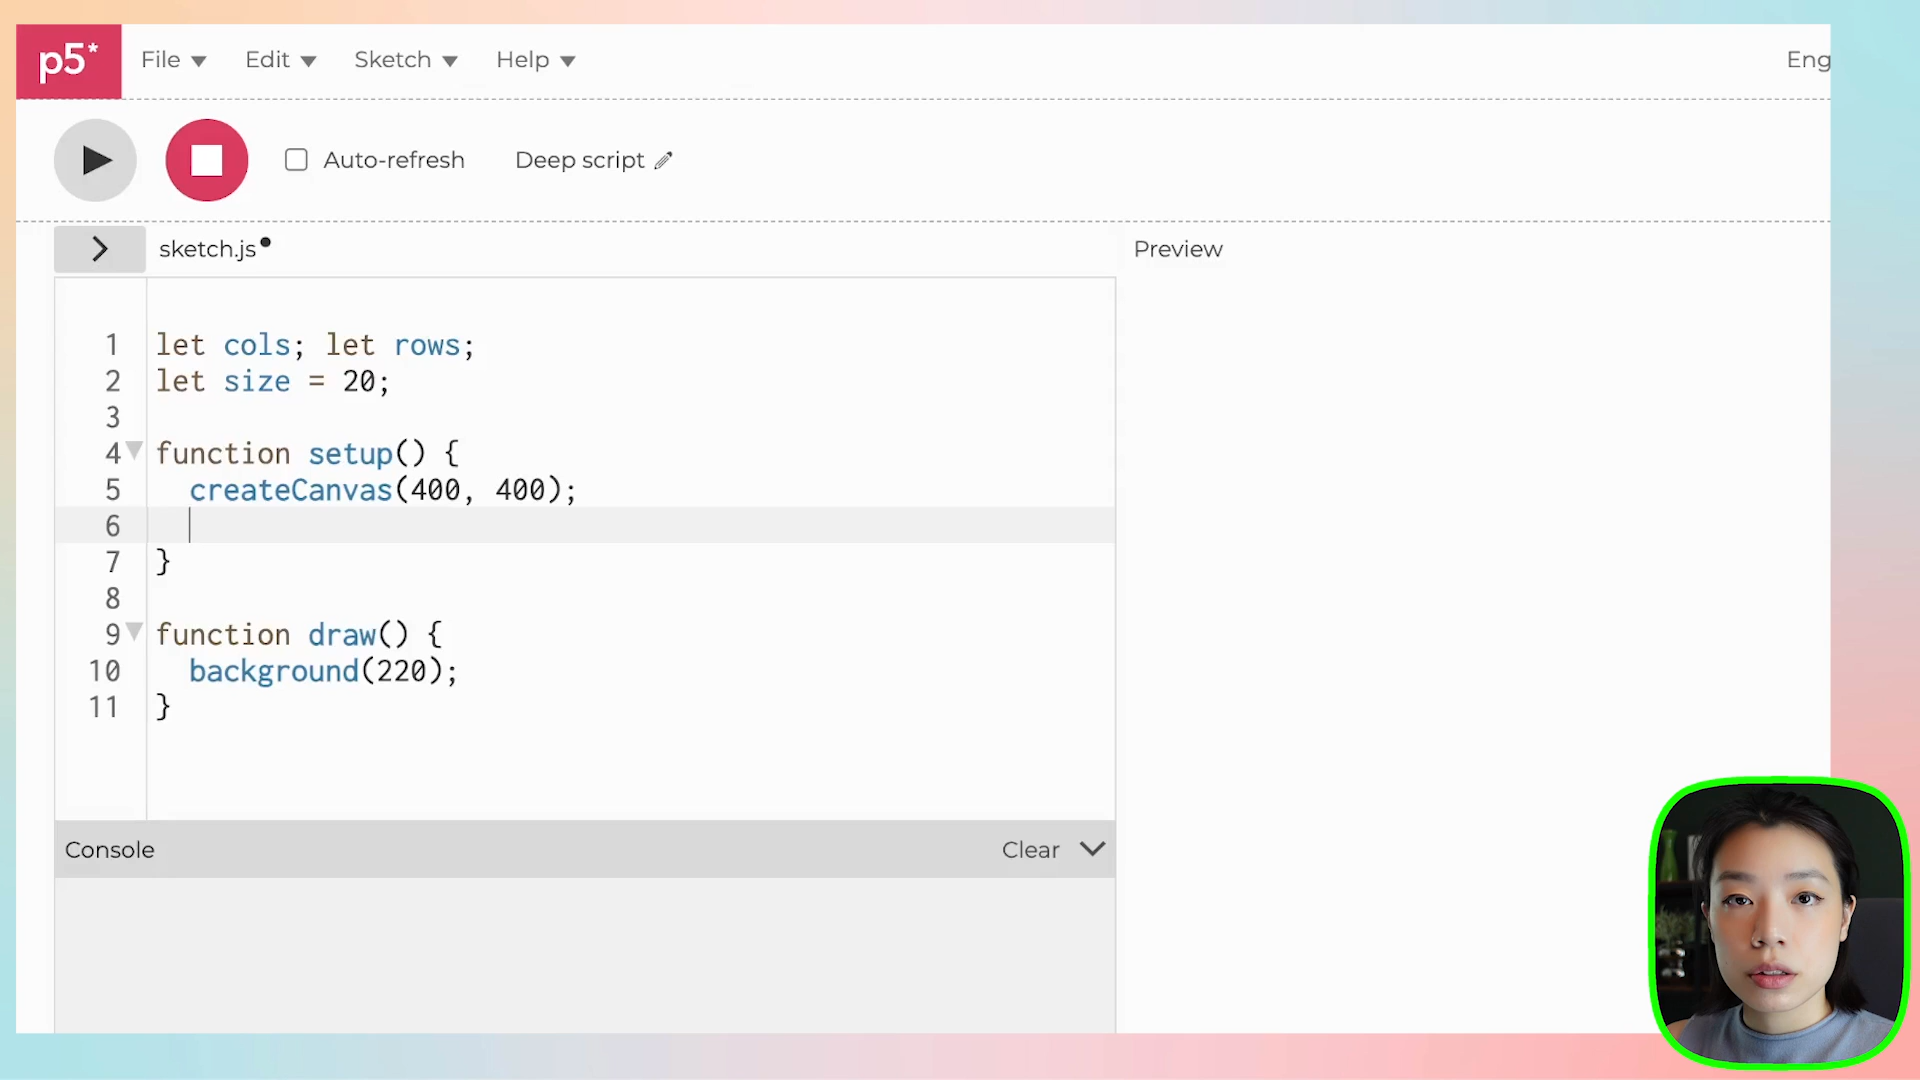 p5*
File Edit Sketch Help Eng
Auto-refresh Deep script
sketch.js
Preview
1 let cols; let rows;
2 let size = 20;
3
4 function setup() {
5 createCanvas(400, 400);
6
7 }
8
9 function draw() {
10 background(220);
11 }
Console Clear